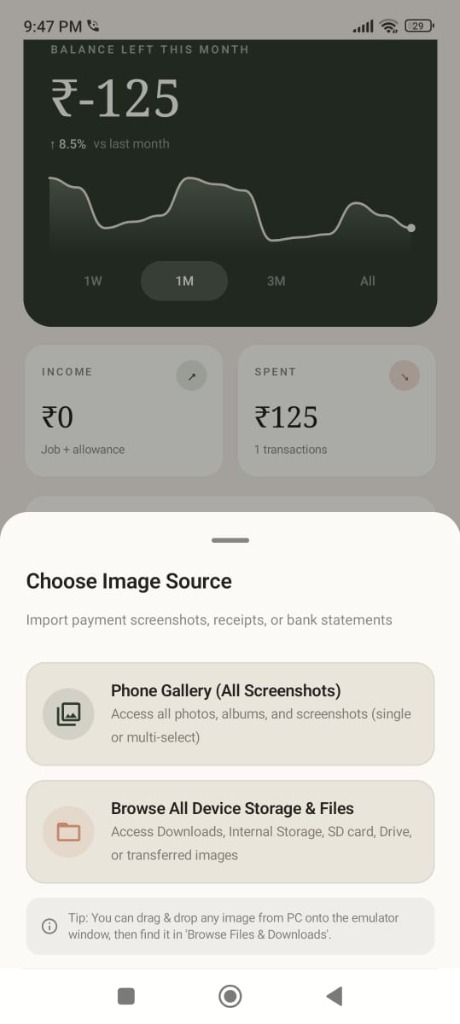 9:47 PM
29
BALANCE LEFT THIS MONTH
₹-125
↑ 8.5% vs last month
1W 1M 3M All
INCOME ↗ SPENT ↘
₹0 ₹125
Job + allowance 1 transactions
Choose Image Source
Import payment screenshots, receipts, or bank statements
Phone Gallery (All Screenshots)
Access all photos, albums, and screenshots (single
or multi-select)
Browse All Device Storage & Files
Access Downloads, Internal Storage, SD card, Drive,
or transferred images
Tip: You can drag & drop any image from PC onto the emulator
window, then find it in 'Browse Files & Downloads'.